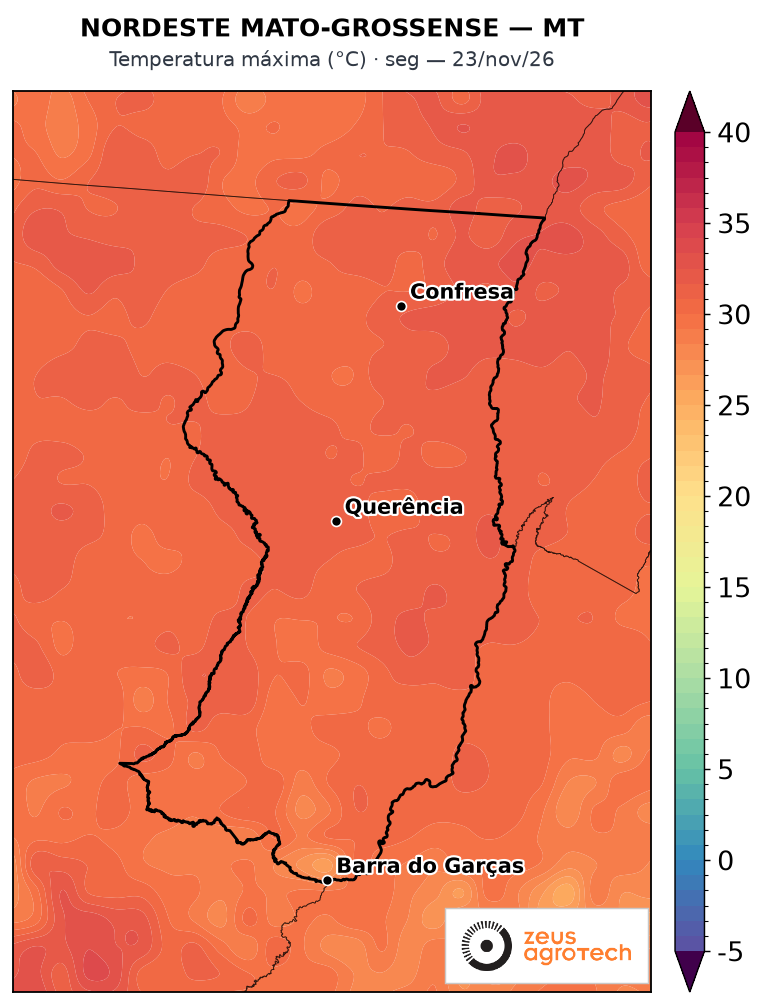 NORDESTE MATO-GROSSENSE — MT
Temperatura máxima (°C) · seg — 23/nov/26
40
35
30
25
20
15
10
5
0
-5
Confresa
Querência
Barra do Garças
zeus
agrotech